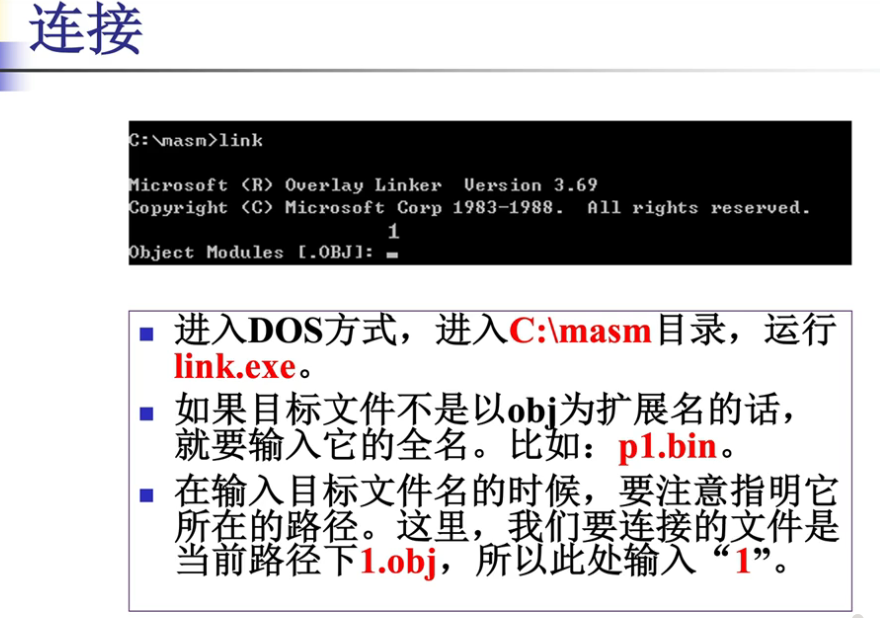 连接
C:\masm>link
Microsoft (R) Overlay Linker  Version 3.69
Copyright (C) Microsoft Corp 1983-1988.  All rights reserved.
1
Object Modules [.OBJ]:
进入DOS方式，进入C:\masm目录，运行
link.exe。
如果目标文件不是以obj为扩展名的话，
就要输入它的全名。比如：p1.bin。
在输入目标文件名的时候，要注意指明它
所在的路径。这里，我们要连接的文件是
当前路径下1.obj，所以此处输入“1”。